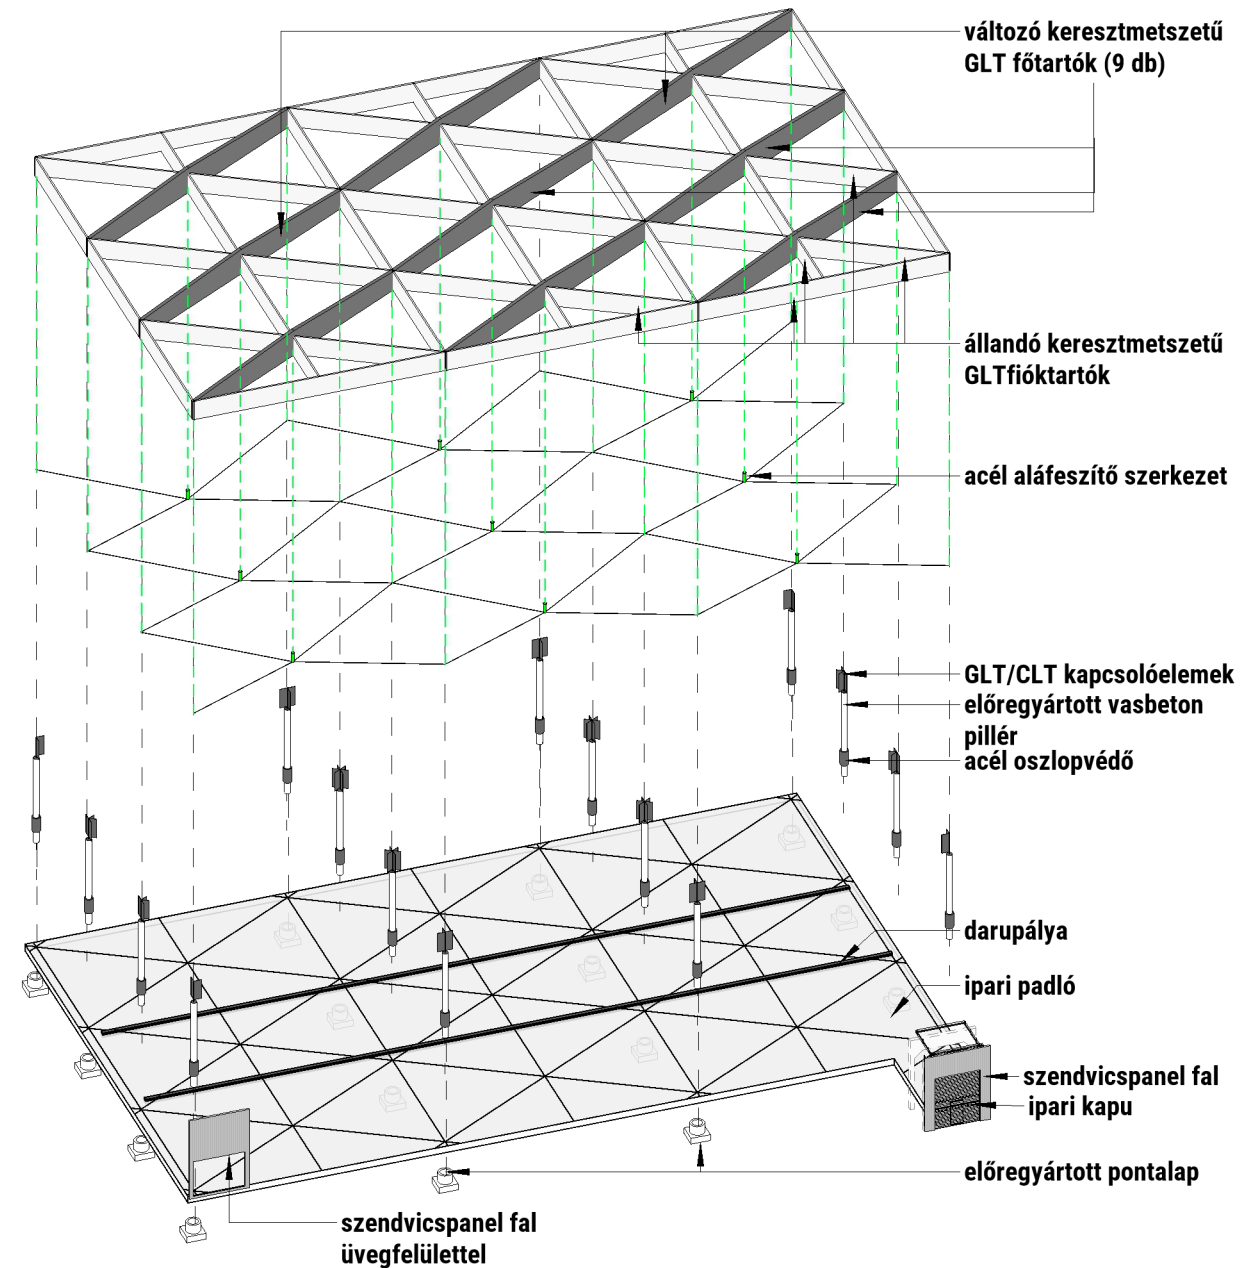 változó keresztmetszetű
GLT főtartók (9 db)
állandó keresztmetszetű
GLTfióktartók
acél aláfeszítő szerkezet
GLT/CLT kapcsolóelemek
előregyártott vasbeton
pillér
acél oszlopvédő
darupálya
ipari padló
szendvicspanel fal
ipari kapu
előregyártott pontalap
szendvicspanel fal
üvegfelülettel